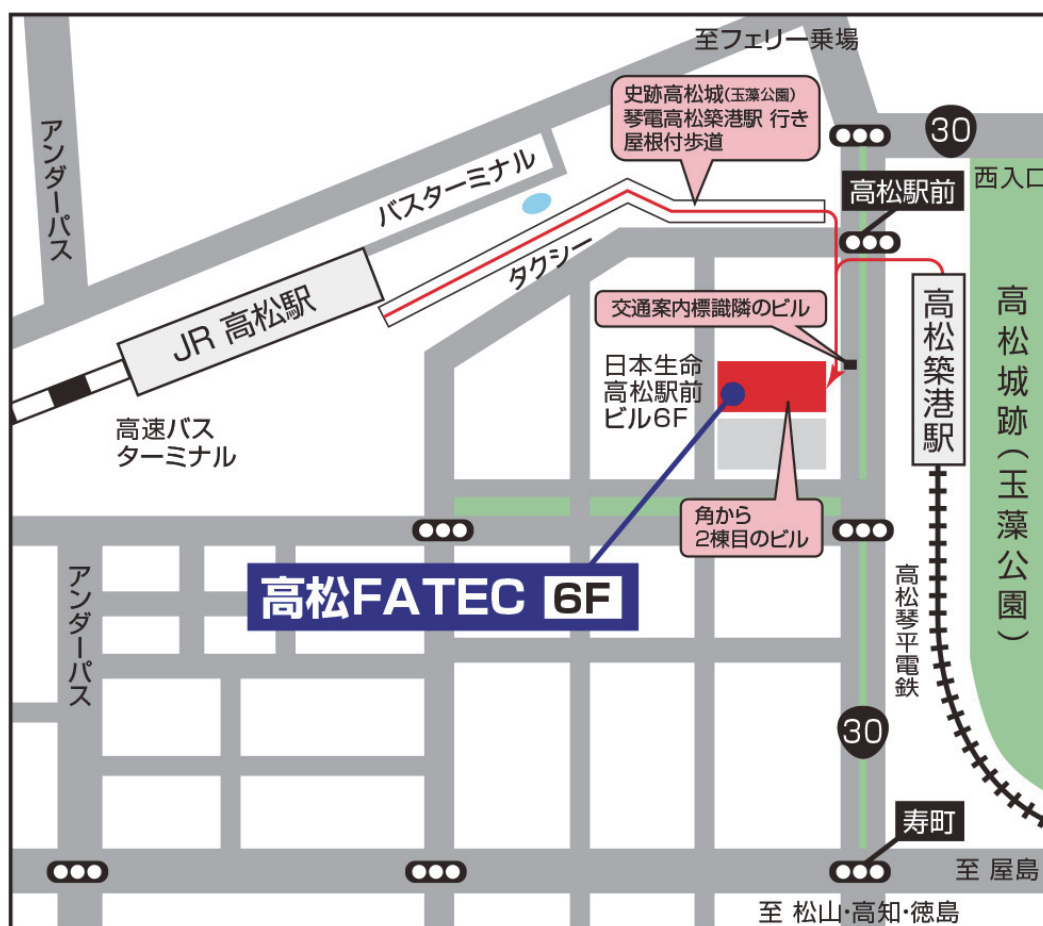 至フェリー乗場
史跡高松城(玉藻公園)
琴電高松築港駅 行き
屋根付歩道
30
アンダーパス
バスターミナル
高松駅前
西入口
タクシー
JR 高松駅
交通案内標識隣のビル
高松築港駅
高松城跡(玉藻公園)
日本生命
高松駅前
ビル6F
高速バス
ターミナル
角から
2棟目のビル
高松FATEC 6F
アンダーパス
高松琴平電鉄
30
寿町
至 屋島
至 松山・高知・徳島